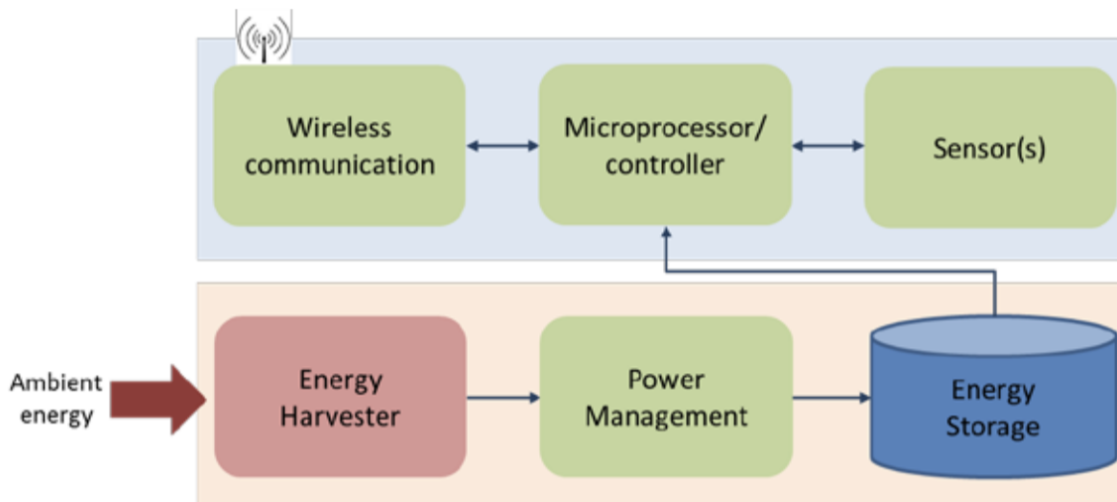 Wireless
communication
Microprocessor/
controller
Sensor(s)
Ambient
energy
Energy
Harvester
Power
Management
Energy
Storage